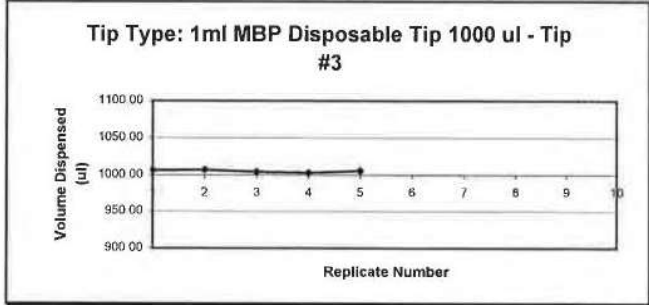 Tip Type: 1ml MBP Disposable Tip 1000 ul - Tip
#3
Volume Dispensed
(ul)
1100 00
1050.00
1000 00
950.00
900 00
1 2 3 4 5 6 7 8 9 10
Replicate Number